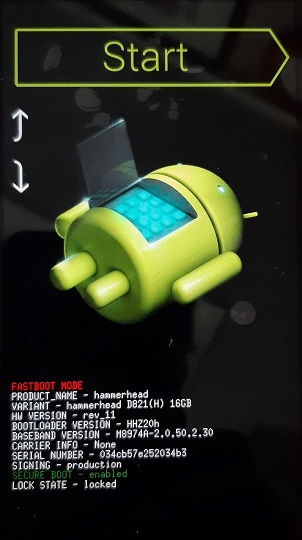 Start
FASTBOOT MODE
PRODUCT_NAME - hammerhead
VARIANT - hammerhead D821(H) 16GB
HW VERSION - rev_11
BOOTLOADER VERSION - HHZ20h
BASEBAND VERSION - M8974A-2.0.50.2.30
CARRIER INFO - None
SERIAL NUMBER - 034cb57e252034b3
SIGNING - production
SECURE BOOT - enabled
LOCK STATE - locked